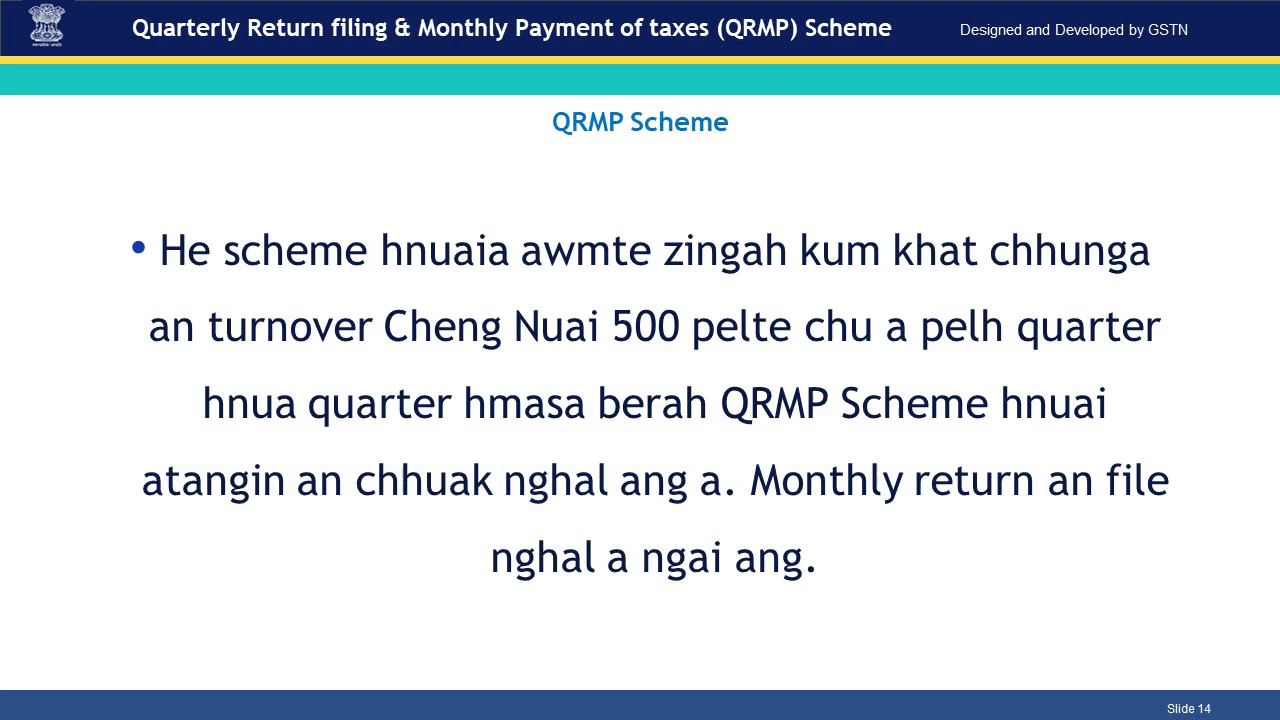 Quarterly Return filing & Monthly Payment of taxes (QRMP) Scheme
Designed and Developed by GSTN
QRMP Scheme
• He scheme hnuaia awmte zingah kum khat chhunga
an turnover Cheng Nuai 500 pelte chu a pelh quarter
hnua quarter hmasa berah QRMP Scheme hnuai
atangin an chhuak nghal ang a. Monthly return an file
nghal a ngai ang.
Slide 14